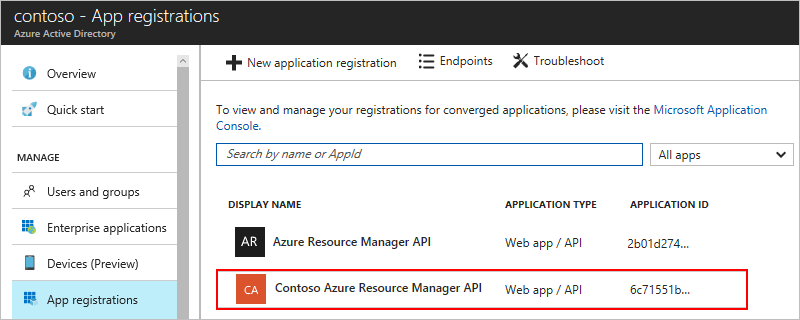 contoso - App registrations
Azure Active Directory
Overview
Quick start
MANAGE
Users and groups
Enterprise applications
Devices (Preview)
App registrations
New application registration
Endpoints
Troubleshoot
To view and manage your registrations for converged applications, please visit the Microsoft Application
Console.
Search by name or AppId
All apps
DISPLAY NAME APPLICATION TYPE APPLICATION ID
AR Azure Resource Manager API Web app / API 2b01d274...
CA Contoso Azure Resource Manager API Web app / API 6c71551b...